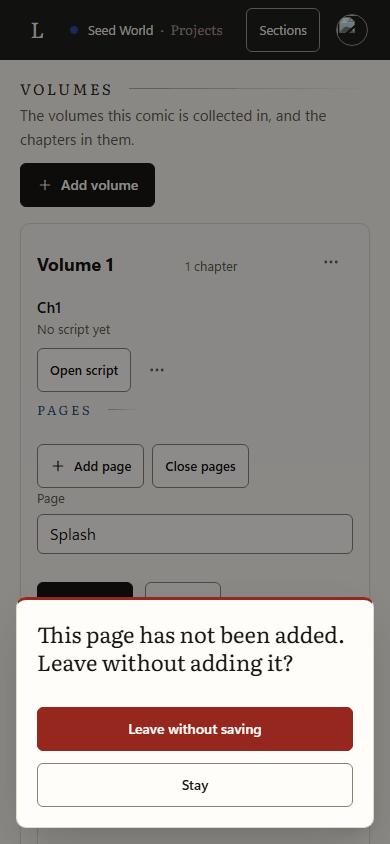 L
Seed World · Projects
Sections
VOLUMES
The volumes this comic is collected in, and the
chapters in them.
+ Add volume
Volume 1
1 chapter
...
Ch1
No script yet
Open script
...
PAGES
+ Add page
Close pages
Page
Splash
This page has not been added.
Leave without adding it?
Leave without saving
Stay